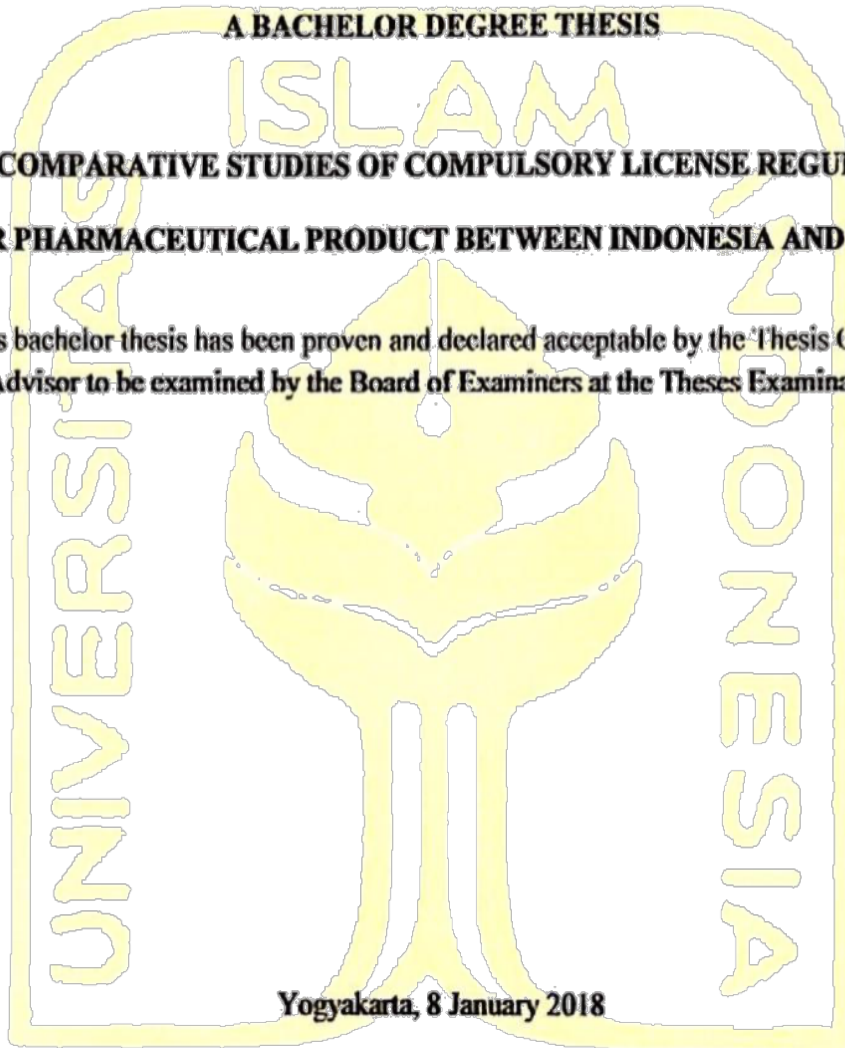 A BACHELOR DEGREE THESIS
ISLAM
COMPARATIVE STUDIES OF COMPULSORY LICENSE
PHARMACEUTICAL PRODUCT BETWEEN INDONESIA AND
bachelor thesis has been proven and declared acceptable by the Thesis
Advisor to be examined by the Board of Examiners at the Theses
UNIVERSITAS
INDONESIA
Yogyakarta, 8 January 2018